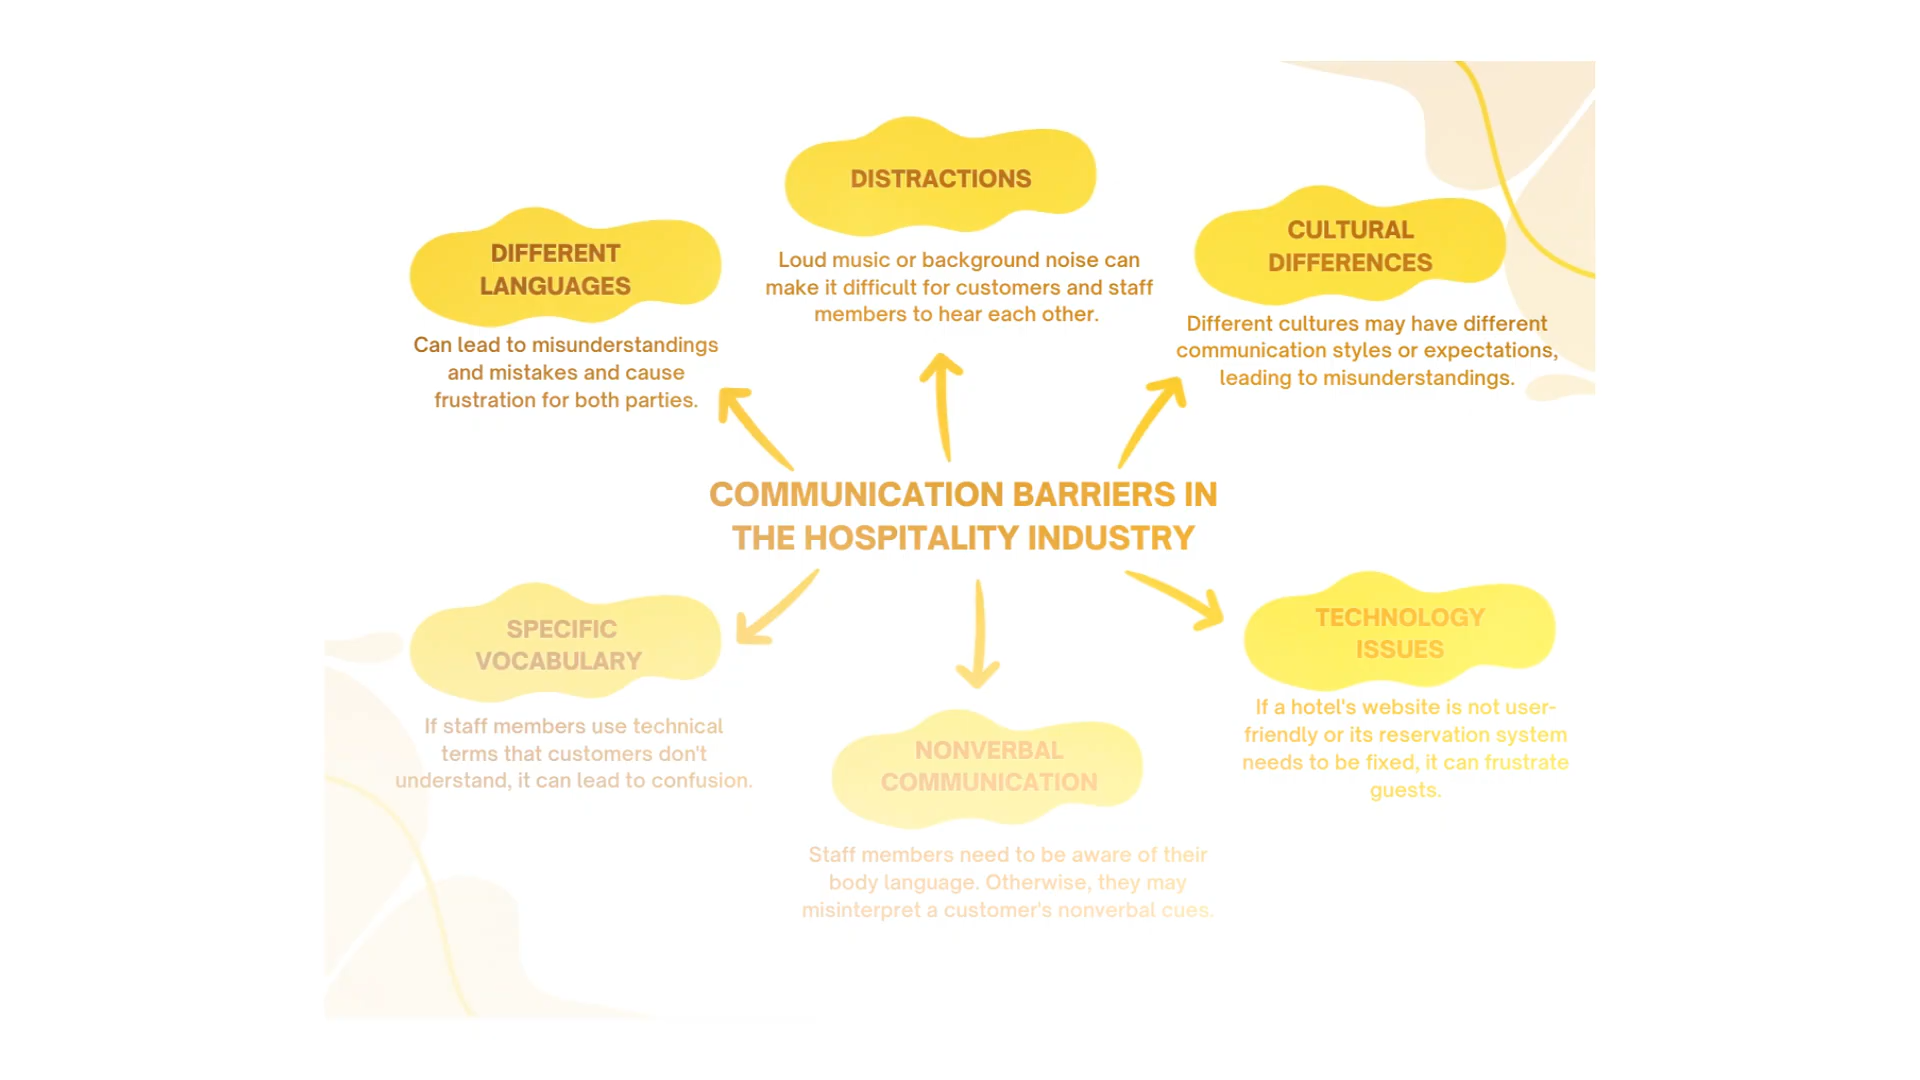 DISTRACTIONS
Loud music or background noise can
make it difficult for customers and staff
members to hear each other.
DIFFERENT
LANGUAGES
Can lead to misunderstandings
and mistakes and cause
frustration for both parties.
CULTURAL
DIFFERENCES
Different cultures may have different
communication styles or expectations,
leading to misunderstandings.
COMMUNICATION BARRIERS IN
THE HOSPITALITY INDUSTRY
SPECIFIC
VOCABULARY
If staff members use technical
terms that customers don't
understand, it can lead to confusion.
NONVERBAL
COMMUNICATION
Staff members need to be aware of their
body language. Otherwise, they may
misinterpret a customer's nonverbal cues.
TECHNOLOGY
ISSUES
If a hotel's website is not user-
friendly or its reservation system
needs to be fixed, it can frustrate
guests.